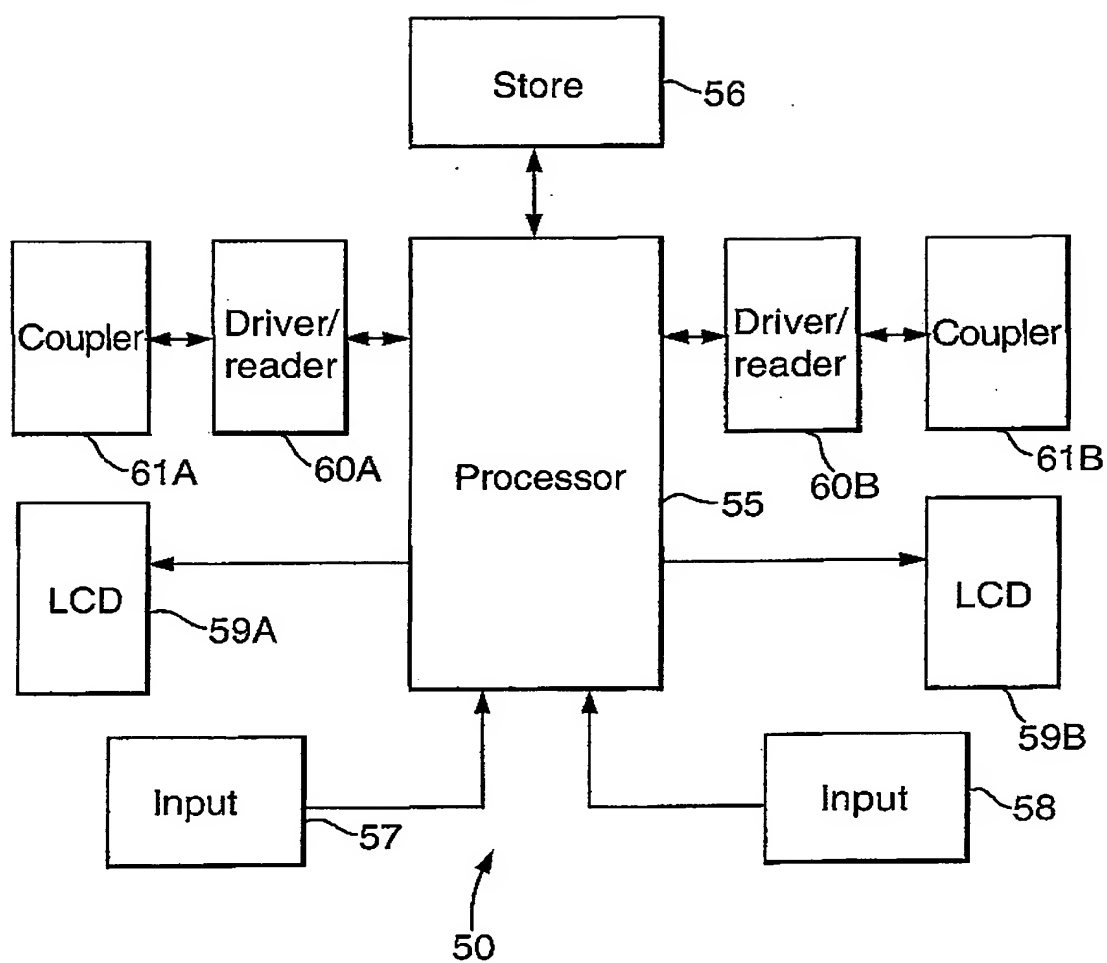 Store
56
Coupler
Driver/
reader
Driver/
reader
Coupler
61A
60A
Processor
60B
61B
55
LCD
59A
LCD
59B
Input
57
Input
58
50